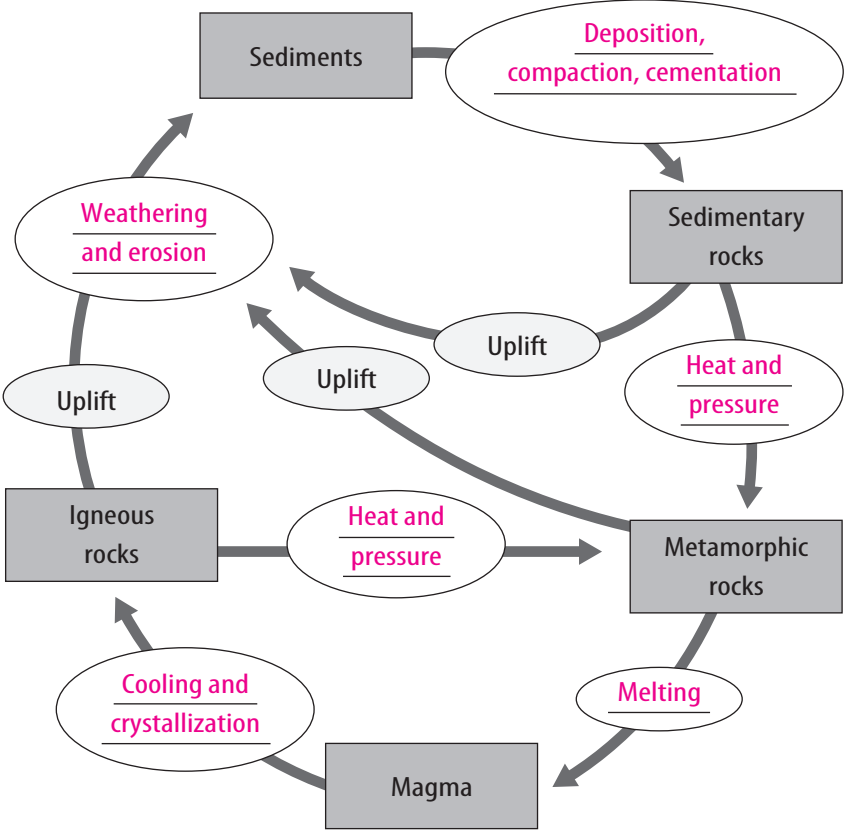 Sediments
Deposition,
compaction, cementation
Weathering
and erosion
Sedimentary
rocks
Uplift
Uplift
Heat and
pressure
Uplift
Igneous
rocks
Heat and
pressure
Metamorphic
rocks
Cooling and
crystallization
Melting
Magma